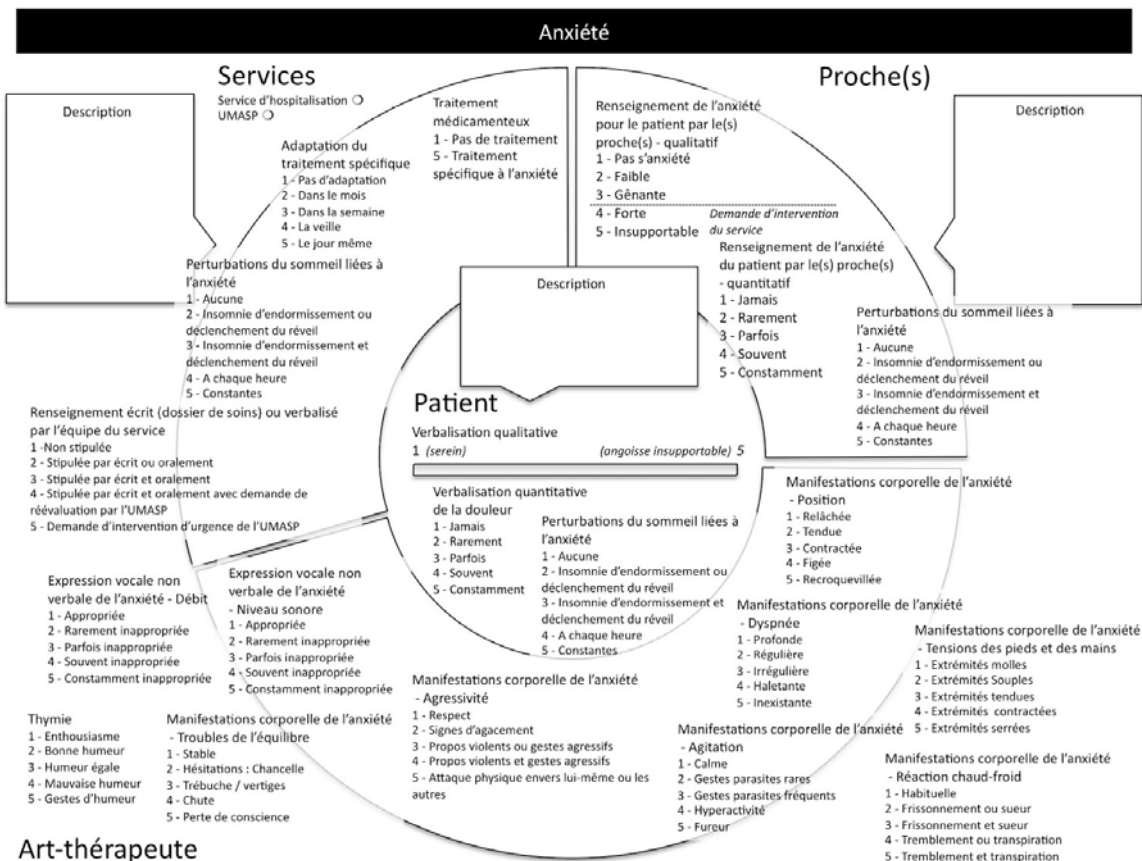 Anxiété
Services
Service d'hospitalisation
UMASP
Description
Adaptation du
traitement spécifique
1 - Pas d'adaptation
2 - Dans le mois
3 - Dans la semaine
4 - La veille
5 - Le jour même
Traitement
médicamenteux
1 - Pas de traitement
5 - Traitement
spécifique à l'anxiété
Perturbations du sommeil liées à
l'anxiété
1 - Aucune
2 - Insomnie d'endormissement ou
déclenchement du réveil
3 - Insomnie d'endormissement et
déclenchement du réveil
4 - A chaque heure
5 - Constantes
Renseignement écrit (dossier de soins) ou verbalisé
par l'équipe du service
1 -Non stipulée
2 - Stipulée par écrit ou oralement
3 - Stipulée par écrit et oralement
4 - Stipulée par écrit et oralement avec demande de
réévaluation par l'UMASP
5 - Demande d'intervention d'urgence de l'UMASP
Proche(s)
Description
Renseignement de l'anxiété
pour le patient par le(s)
proche(s) - qualitatif
1 - Pas s'anxiété
2 - Faible
3 - Gênante
4 - Forte
5 - Insupportable
Demande d'intervention
du service
Renseignement de l'anxiété
du patient par le(s) proche(s)
- quantitatif
1 - Jamais
2 - Rarement
3 - Parfois
4 - Souvent
5 - Constamment
Perturbations du sommeil liées à
l'anxiété
1 - Aucune
2 - Insomnie d'endormissement ou
déclenchement du réveil
3 - Insomnie d'endormissement et
déclenchement du réveil
4 - A chaque heure
5 - Constantes
Description
Patient
Verbalisation qualitative
1 (serein) (angoisse insupportable) 5
Verbalisation quantitative
de la douleur
1 - Jamais
2 - Rarement
3 - Parfois
4 - Souvent
5 - Constamment
Perturbations du sommeil liées à
l'anxiété
1 - Aucune
2 - Insomnie d'endormissement ou
déclenchement du réveil
3 - Insomnie d'endormissement et
déclenchement du réveil
4 - A chaque heure
5 - Constantes
Expression vocale non
verbale de l'anxiété - Débit
1 - Appropriée
2 - Rarement inappropriée
3 - Parfois inappropriée
4 - Souvent inappropriée
5 - Constamment inappropriée
Expression vocale non
verbale de l'anxiété
- Niveau sonore
1 - Appropriée
2 - Rarement inappropriée
3 - Parfois inappropriée
4 - Souvent inappropriée
5 - Constamment inappropriée
Thymie
1 - Enthousiasme
2 - Bonne humeur
3 - Humeur égale
4 - Mauvaise humeur
5 - Gestes d'humeur
Manifestations corporelle de l'anxiété
- Troubles de l'équilibre
1 - Stable
2 - Hésitations : Chancelle
3 - Trébuche / vertiges
4 - Chute
5 - Perte de conscience
Manifestations corporelle de l'anxiété
- Agressivité
1 - Respect
2 - Signes d'agacement
3 - Propos violents ou gestes agressifs
4 - Propos violents et gestes agressifs
5 - Attaque physique envers lui-même ou les
autres
Manifestations corporelle de l'anxiété
- Position
1 - Relâchée
2 - Tendue
3 - Contractée
4 - Figée
5 - Recroquevillée
Manifestations corporelle de l'anxiété
- Dyspnée
1 - Profonde
2 - Régulière
3 - Irrégulière
4 - Haletante
5 - Inexistante
Manifestations corporelle de l'anxiété
- Tensions des pieds et des mains
1 - Extrémités molles
2 - Extrémités Souples
3 - Extrémités tendues
4 - Extrémités contractées
5 - Extrémités serrées
Manifestations corporelle de l'anxiété
- Agitation
1 - Calme
2 - Gestes parasites rares
3 - Gestes parasites fréquents
4 - Hyperactivité
5 - Fureur
Manifestations corporelle de l'anxiété
- Réaction chaud-froid
1 - Habituelle
2 - Frissonnement ou sueur
3 - Frissonnement et sueur
4 - Tremblement ou transpiration
5 - Tremblement et transpiration
Art-thérapeute